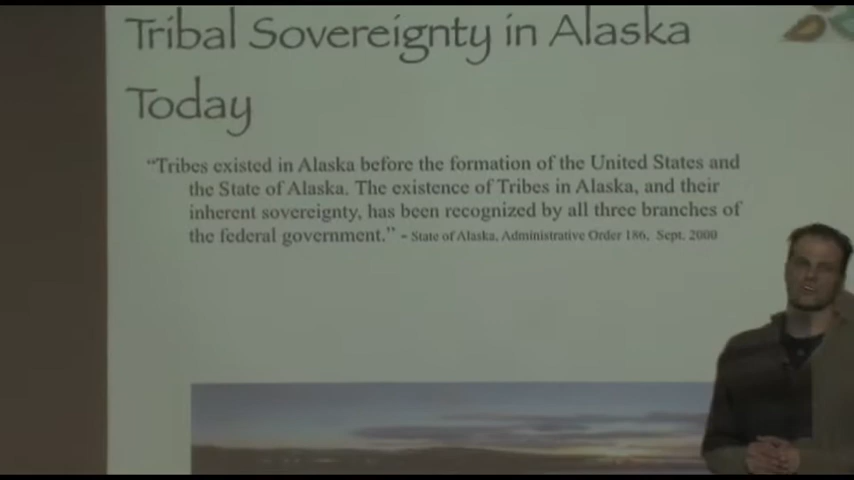 Tribal Sovereignty in Alaska
Today
“Tribes existed in Alaska before the formation of the United States and
the State of Alaska. The existence of Tribes in Alaska, and their
inherent sovereignty, has been recognized by all three branches of
the federal government.” - State of Alaska, Administrative Order 186, Sept. 2000